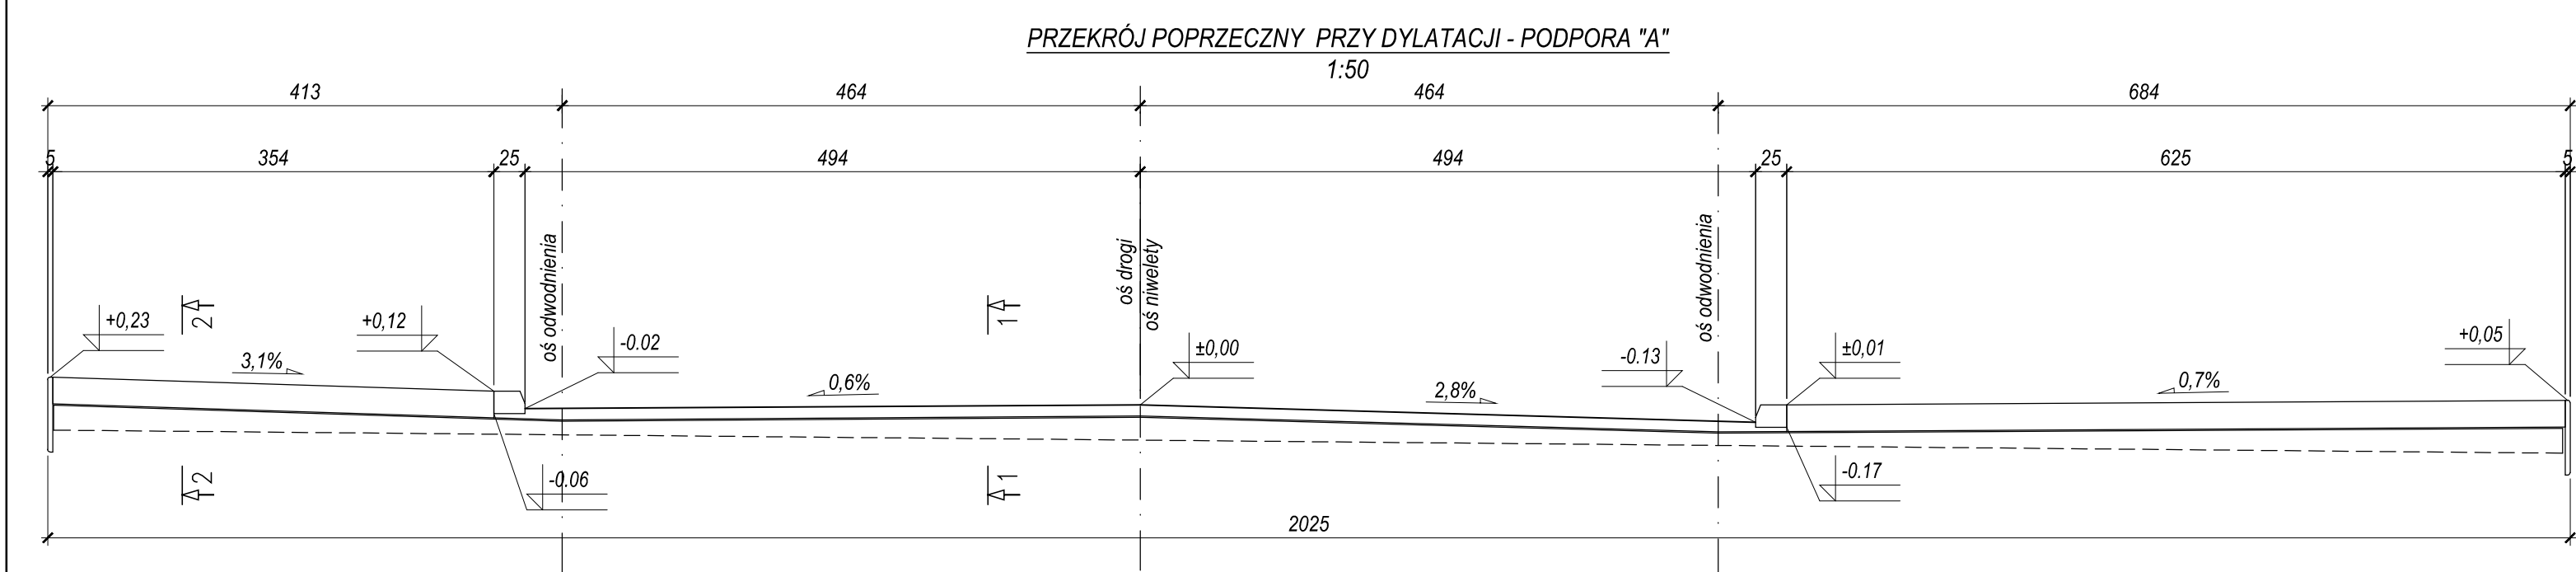 PRZEKRÓJ POPRZECZNY PRZY DYLATACJI - PODPORA "A"
1:50
413 464 464 684
5 354 25 494 494 25 625 5
oś odwodnienia
oś drogi
oś niwelety
oś odwodnienia
2 1
+0,23 +0,12 -0.02 ±0,00 -0.13 ±0,01 +0,05
3,1% 0,6% 2,8% 0,7%
2 -0.06 1 -0.17
2025